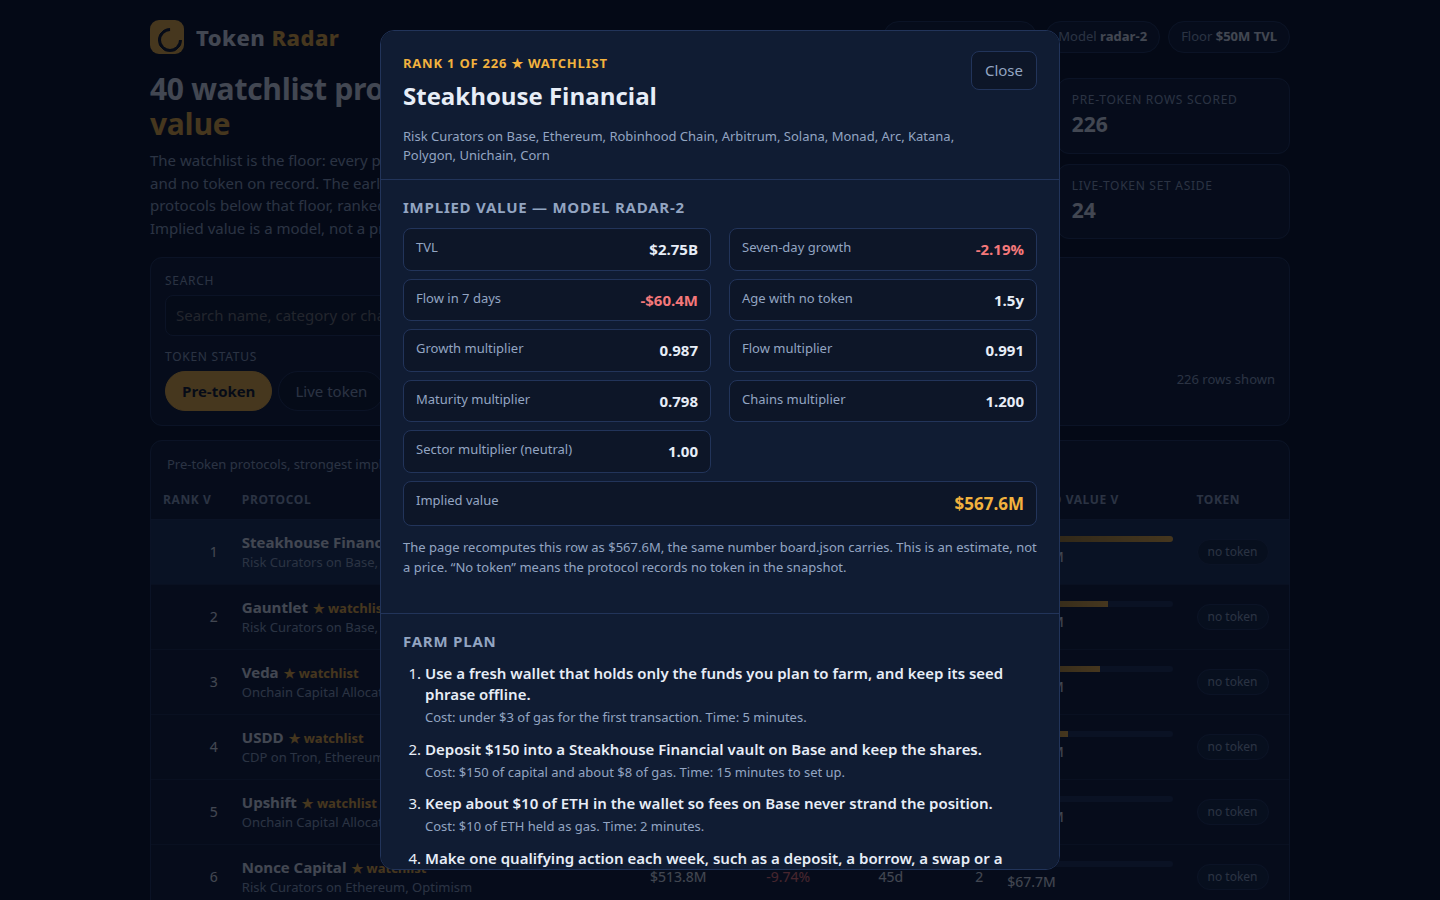 Token Radar
Model radar-2
Floor $50M TVL
40 watchlist pro
value
The watchlist is the floor: every p
and no token on record. The earl
protocols below that floor, ranke
Implied value is a model, not a p
PRE-TOKEN ROWS SCORED
226
LIVE-TOKEN SET ASIDE
24
SEARCH
Search name, category or cha
TOKEN STATUS
Pre-token
Live token
226 rows shown
Pre-token protocols, strongest impl
RANK V
PROTOCOL
VALUE V
TOKEN
1
Steakhouse Financ
Risk Curators on Base,
no token
2
Gauntlet ★ watchlis
Risk Curators on Base,
no token
3
Veda ★ watchlist
Onchain Capital Allocat
no token
4
USDD ★ watchlist
CDP on Tron, Ethereum
no token
5
Upshift ★ watchlist
Onchain Capital Allocat
no token
6
Nonce Capital ★ watchlist
Risk Curators on Ethereum, Optimism
$513.8M
-9.74%
45d
2
$67.7M
no token
RANK 1 OF 226 ★ WATCHLIST
Close
Steakhouse Financial
Risk Curators on Base, Ethereum, Robinhood Chain, Arbitrum, Solana, Monad, Arc, Katana,
Polygon, Unichain, Corn
IMPLIED VALUE — MODEL RADAR-2
TVL $2.75B
Seven-day growth -2.19%
Flow in 7 days -$60.4M
Age with no token 1.5y
Growth multiplier 0.987
Flow multiplier 0.991
Maturity multiplier 0.798
Chains multiplier 1.200
Sector multiplier (neutral) 1.00
Implied value $567.6M
The page recomputes this row as $567.6M, the same number board.json carries. This is an estimate, not
a price. “No token” means the protocol records no token in the snapshot.
FARM PLAN
1. Use a fresh wallet that holds only the funds you plan to farm, and keep its seed
phrase offline.
Cost: under $3 of gas for the first transaction. Time: 5 minutes.
2. Deposit $150 into a Steakhouse Financial vault on Base and keep the shares.
Cost: $150 of capital and about $8 of gas. Time: 15 minutes to set up.
3. Keep about $10 of ETH in the wallet so fees on Base never strand the position.
Cost: $10 of ETH held as gas. Time: 2 minutes.
4. Make one qualifying action each week, such as a deposit, a borrow, a swap or a